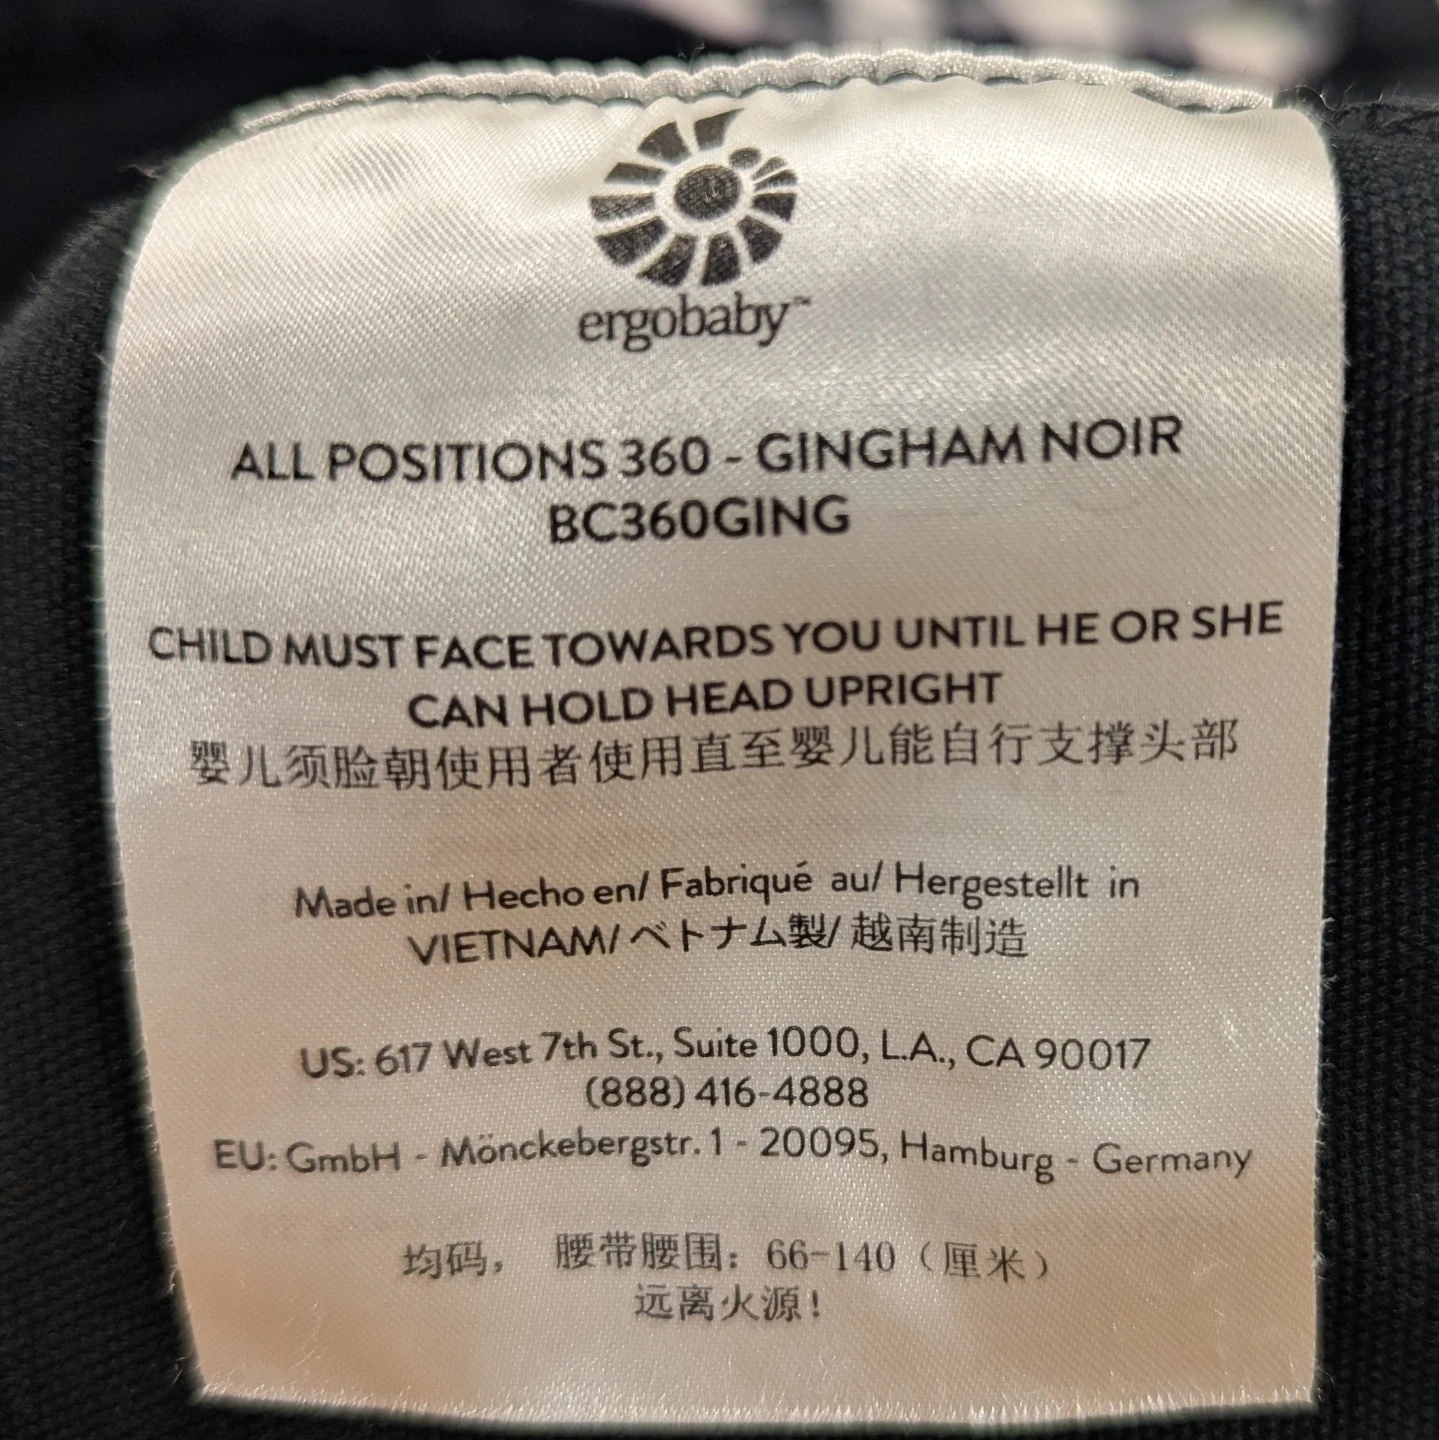 ergobaby™
ALL POSITIONS 360 - GINGHAM NOIR
BC360GING
CHILD MUST FACE TOWARDS YOU UNTIL HE OR SHE
CAN HOLD HEAD UPRIGHT
婴儿须脸朝使用者使用直至婴儿能自行支撑头部
Made in/ Hecho en/ Fabriqué au/ Hergestellt in
VIETNAM/ ベトナム製/ 越南制造
US: 617 West 7th St., Suite 1000, L.A., CA 90017
(888) 416-4888
EU: GmbH - Mönckebergstr. 1 - 20095, Hamburg - Germany
均码， 腰带腰围：66-140（厘米）
远离火源！